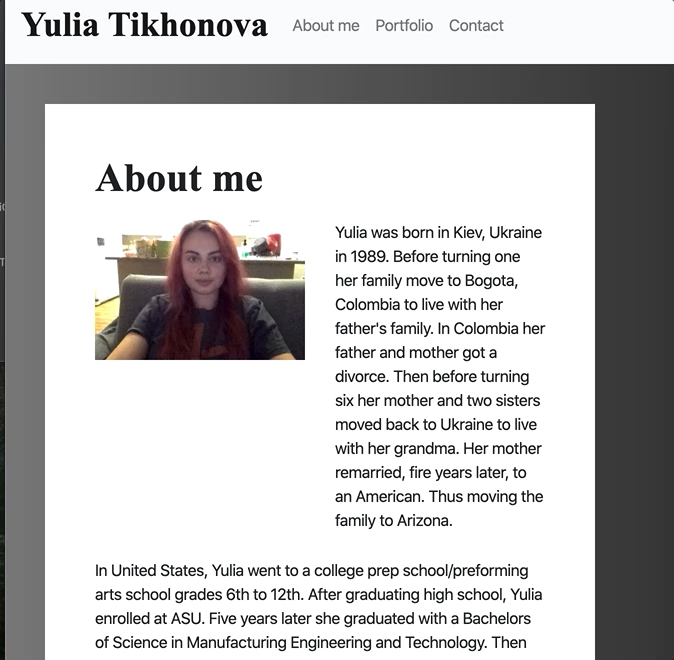 Yulia Tikhonova About me Portfolio Contact
About me
Yulia was born in Kiev, Ukraine
in 1989. Before turning one
her family move to Bogota,
Colombia to live with her
father's family. In Colombia her
father and mother got a
divorce. Then before turning
six her mother and two sisters
moved back to Ukraine to live
with her grandma. Her mother
remarried, fire years later, to
an American. Thus moving the
family to Arizona.
In United States, Yulia went to a college prep school/preforming
arts school grades 6th to 12th. After graduating high school, Yulia
enrolled at ASU. Five years later she graduated with a Bachelors
of Science in Manufacturing Engineering and Technology. Then